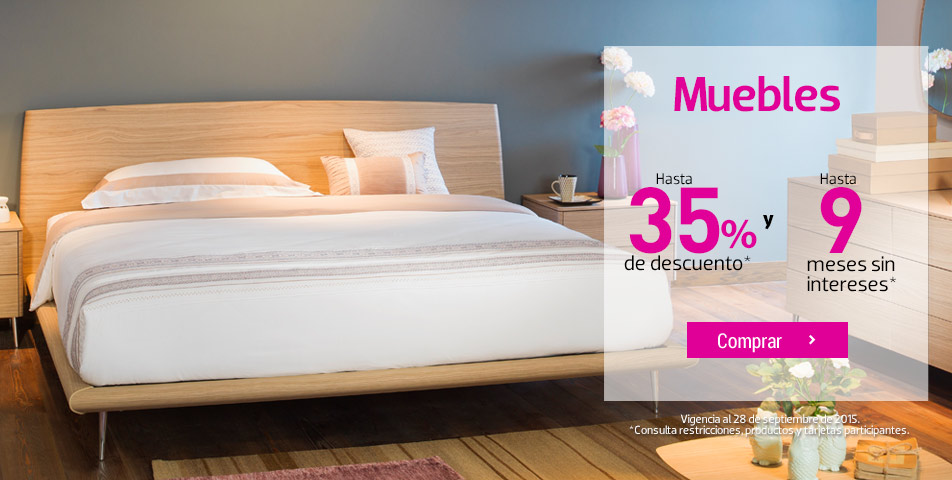 Muebles
Hasta
35%
de descuento*
y
Hasta
9
meses sin
intereses*
Comprar
Vigencia al 28 de septiembre de 2015.
*Consulta restricciones, productos y tarjetas participantes.